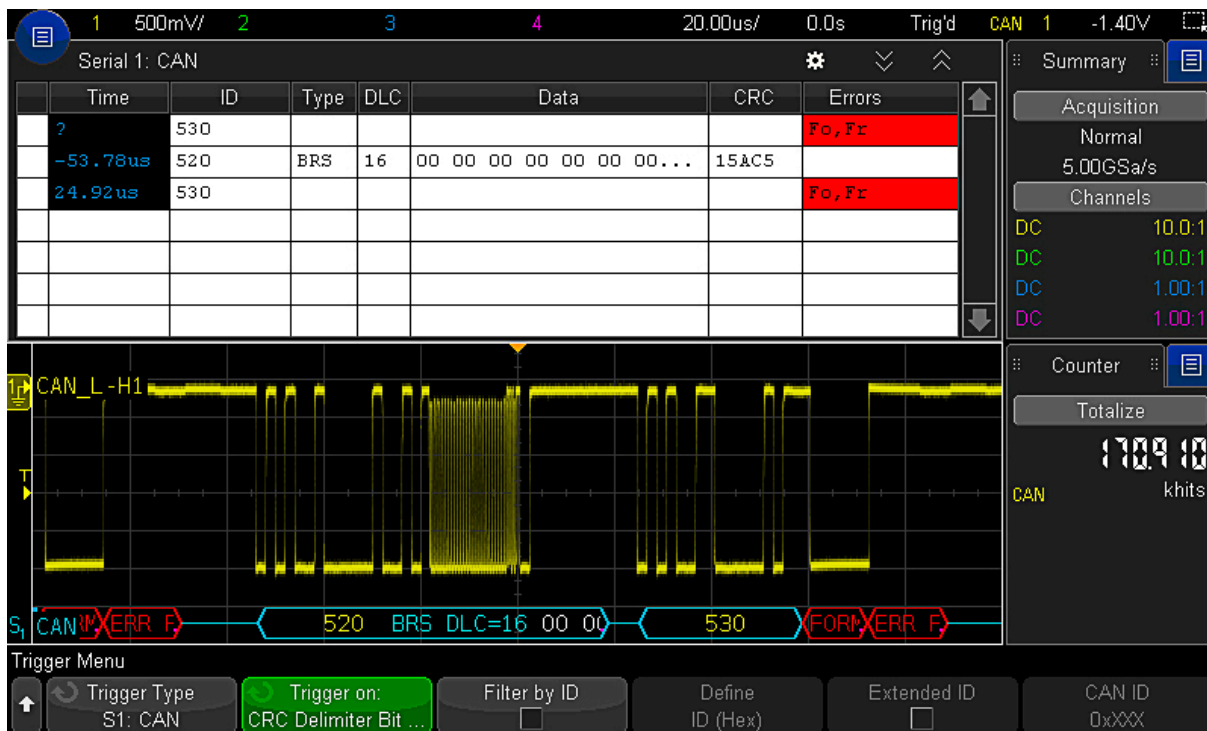 1 500mV/ 2 3 4 20.00us/ 0.0s Trig'd CAN 1 -1.40V
Serial 1: CAN
Time ID Type DLC Data CRC Errors
? 530 Fo,Fr
-53.78us 520 BRS 16 00 00 00 00 00 00 00... 15AC5
24.92us 530 Fo,Fr
Summary
Acquisition
Normal
5.00GSa/s
Channels
DC 10.0:1
DC 10.0:1
DC 1.00:1
DC 1.00:1
CAN_L-H1
T
Counter
Totalize
170.910
CAN khits
S1 CAN ERR F 520 BRS DLC=16 00 00 530 FORM ERR F
Trigger Menu
Trigger Type
S1: CAN
Trigger on:
CRC Delimiter Bit ...
Filter by ID
Define
ID (Hex)
Extended ID
CAN ID
0xXXX